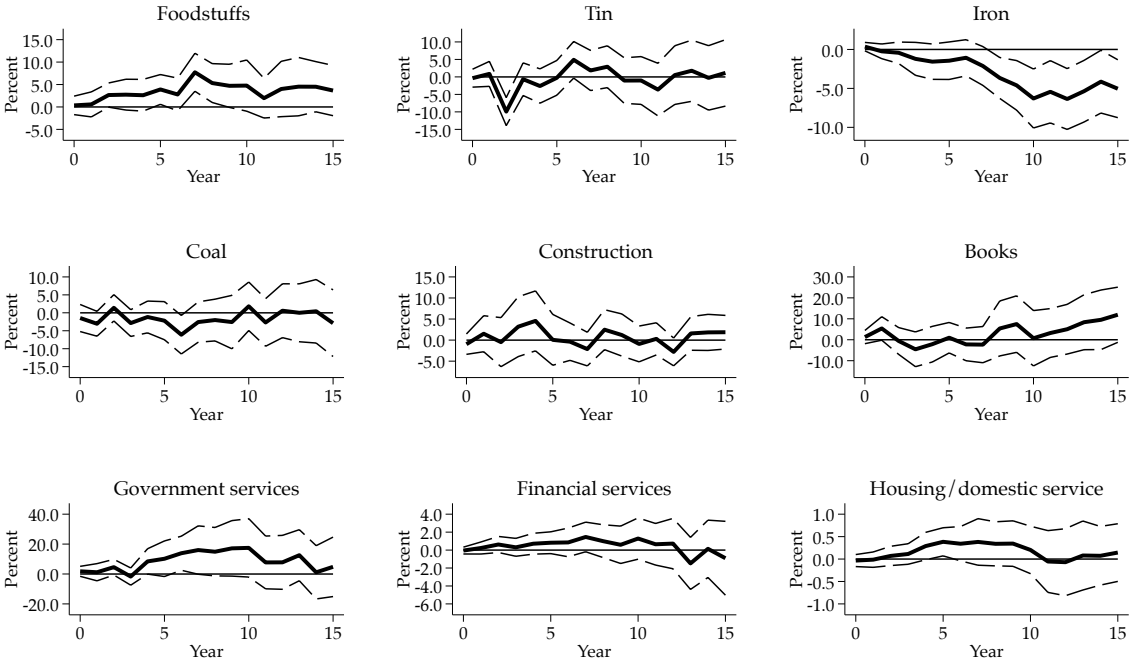 Foodstuffs
15.0
10.0
5.0
0.0
-5.0
Percent
0 5 10 15
Year
Tin
10.0
5.0
0.0
-5.0
-10.0
-15.0
Percent
0 5 10 15
Year
Iron
0.0
-5.0
-10.0
Percent
0 5 10 15
Year
Coal
10.0
5.0
0.0
-5.0
-10.0
-15.0
Percent
0 5 10 15
Year
Construction
15.0
10.0
5.0
0.0
-5.0
Percent
0 5 10 15
Year
Books
30.0
20.0
10.0
0.0
-10.0
Percent
0 5 10 15
Year
Government services
40.0
20.0
0.0
-20.0
Percent
0 5 10 15
Year
Financial services
4.0
2.0
0.0
-2.0
-4.0
-6.0
Percent
0 5 10 15
Year
Housing/domestic service
1.0
0.5
0.0
-0.5
-1.0
Percent
0 5 10 15
Year